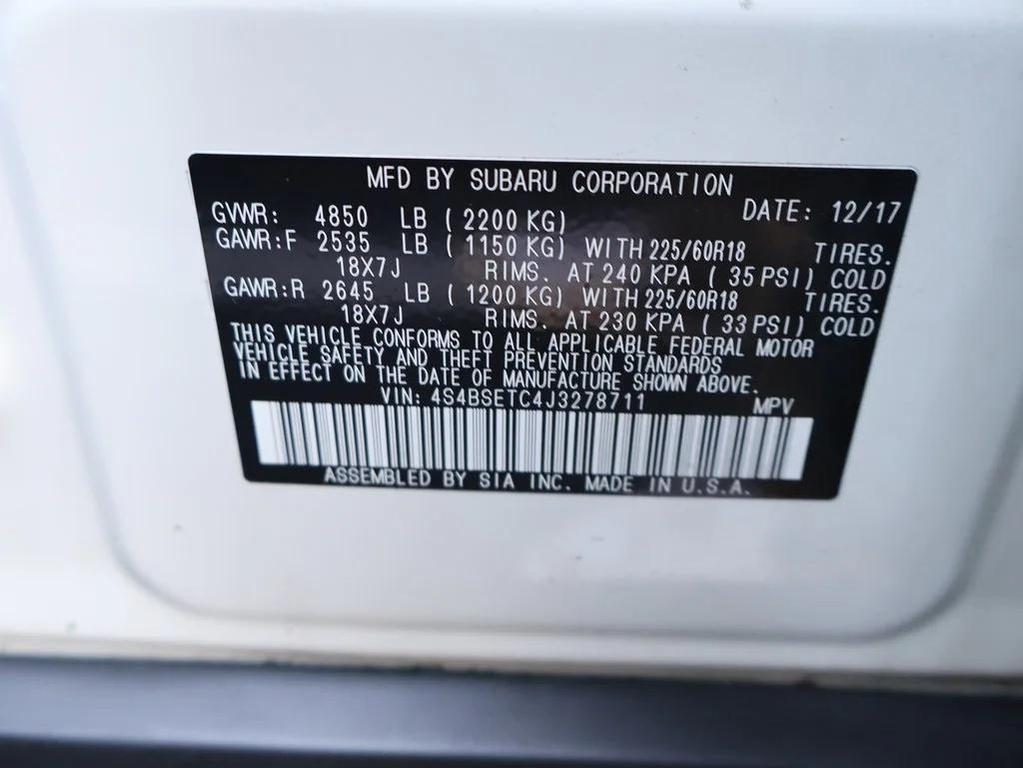 MFD BY SUBARU CORPORATION
GVWR: 4850 LB ( 2200 KG) DATE: 12/17
GAWR:F 2535 LB ( 1150 KG) WITH 225/60R18 TIRES.
18X7J RIMS. AT 240 KPA ( 35 PSI) COLD
GAWR:R 2645 LB ( 1200 KG) WITH 225/60R18 TIRES.
18X7J RIMS. AT 230 KPA ( 33 PSI) COLD
THIS VEHICLE CONFORMS TO ALL APPLICABLE FEDERAL MOTOR
VEHICLE SAFETY AND THEFT PREVENTION STANDARDS
IN EFFECT ON THE DATE OF MANUFACTURE SHOWN ABOVE.
VIN: 4S4BSETC4J3278711 MPV
ASSEMBLED BY SIA INC. MADE IN U.S.A.